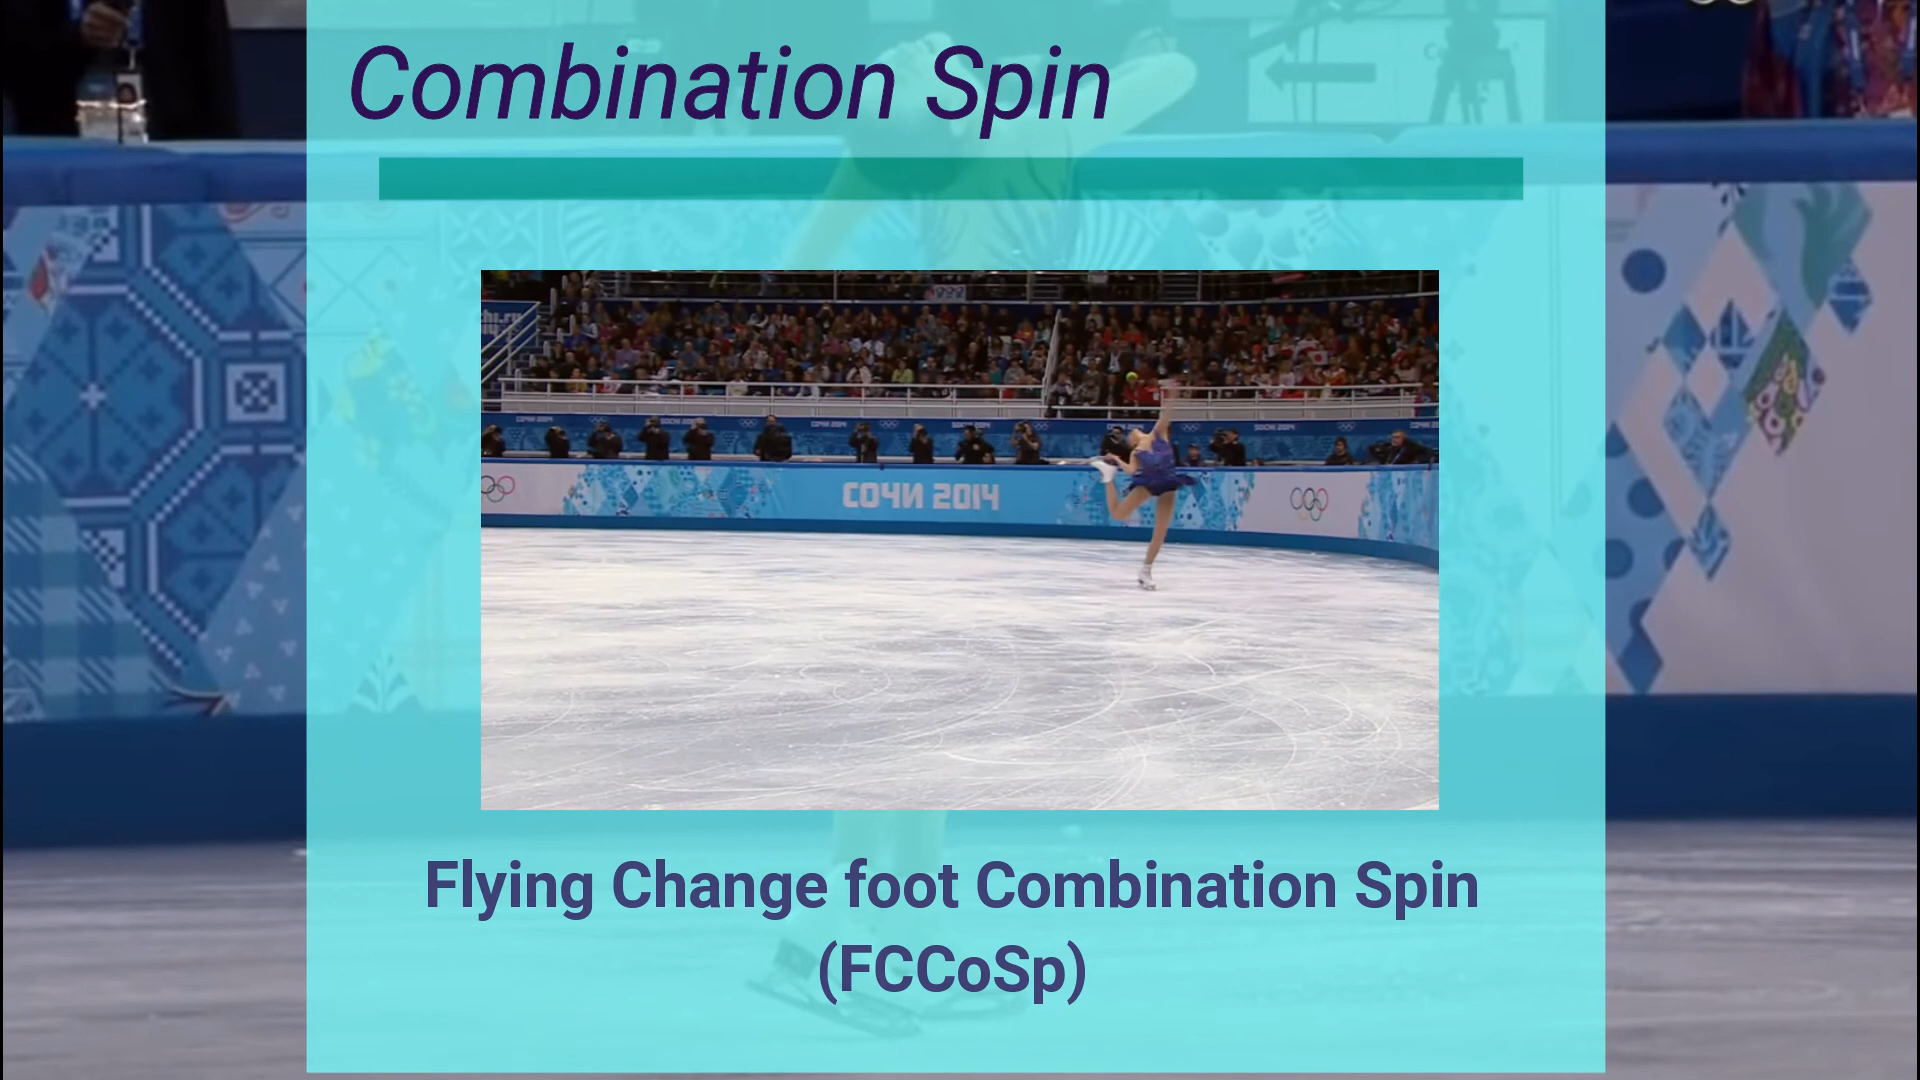 Combination Spin
СОЧИ 2014
Flying Change foot Combination Spin
(FCCoSp)